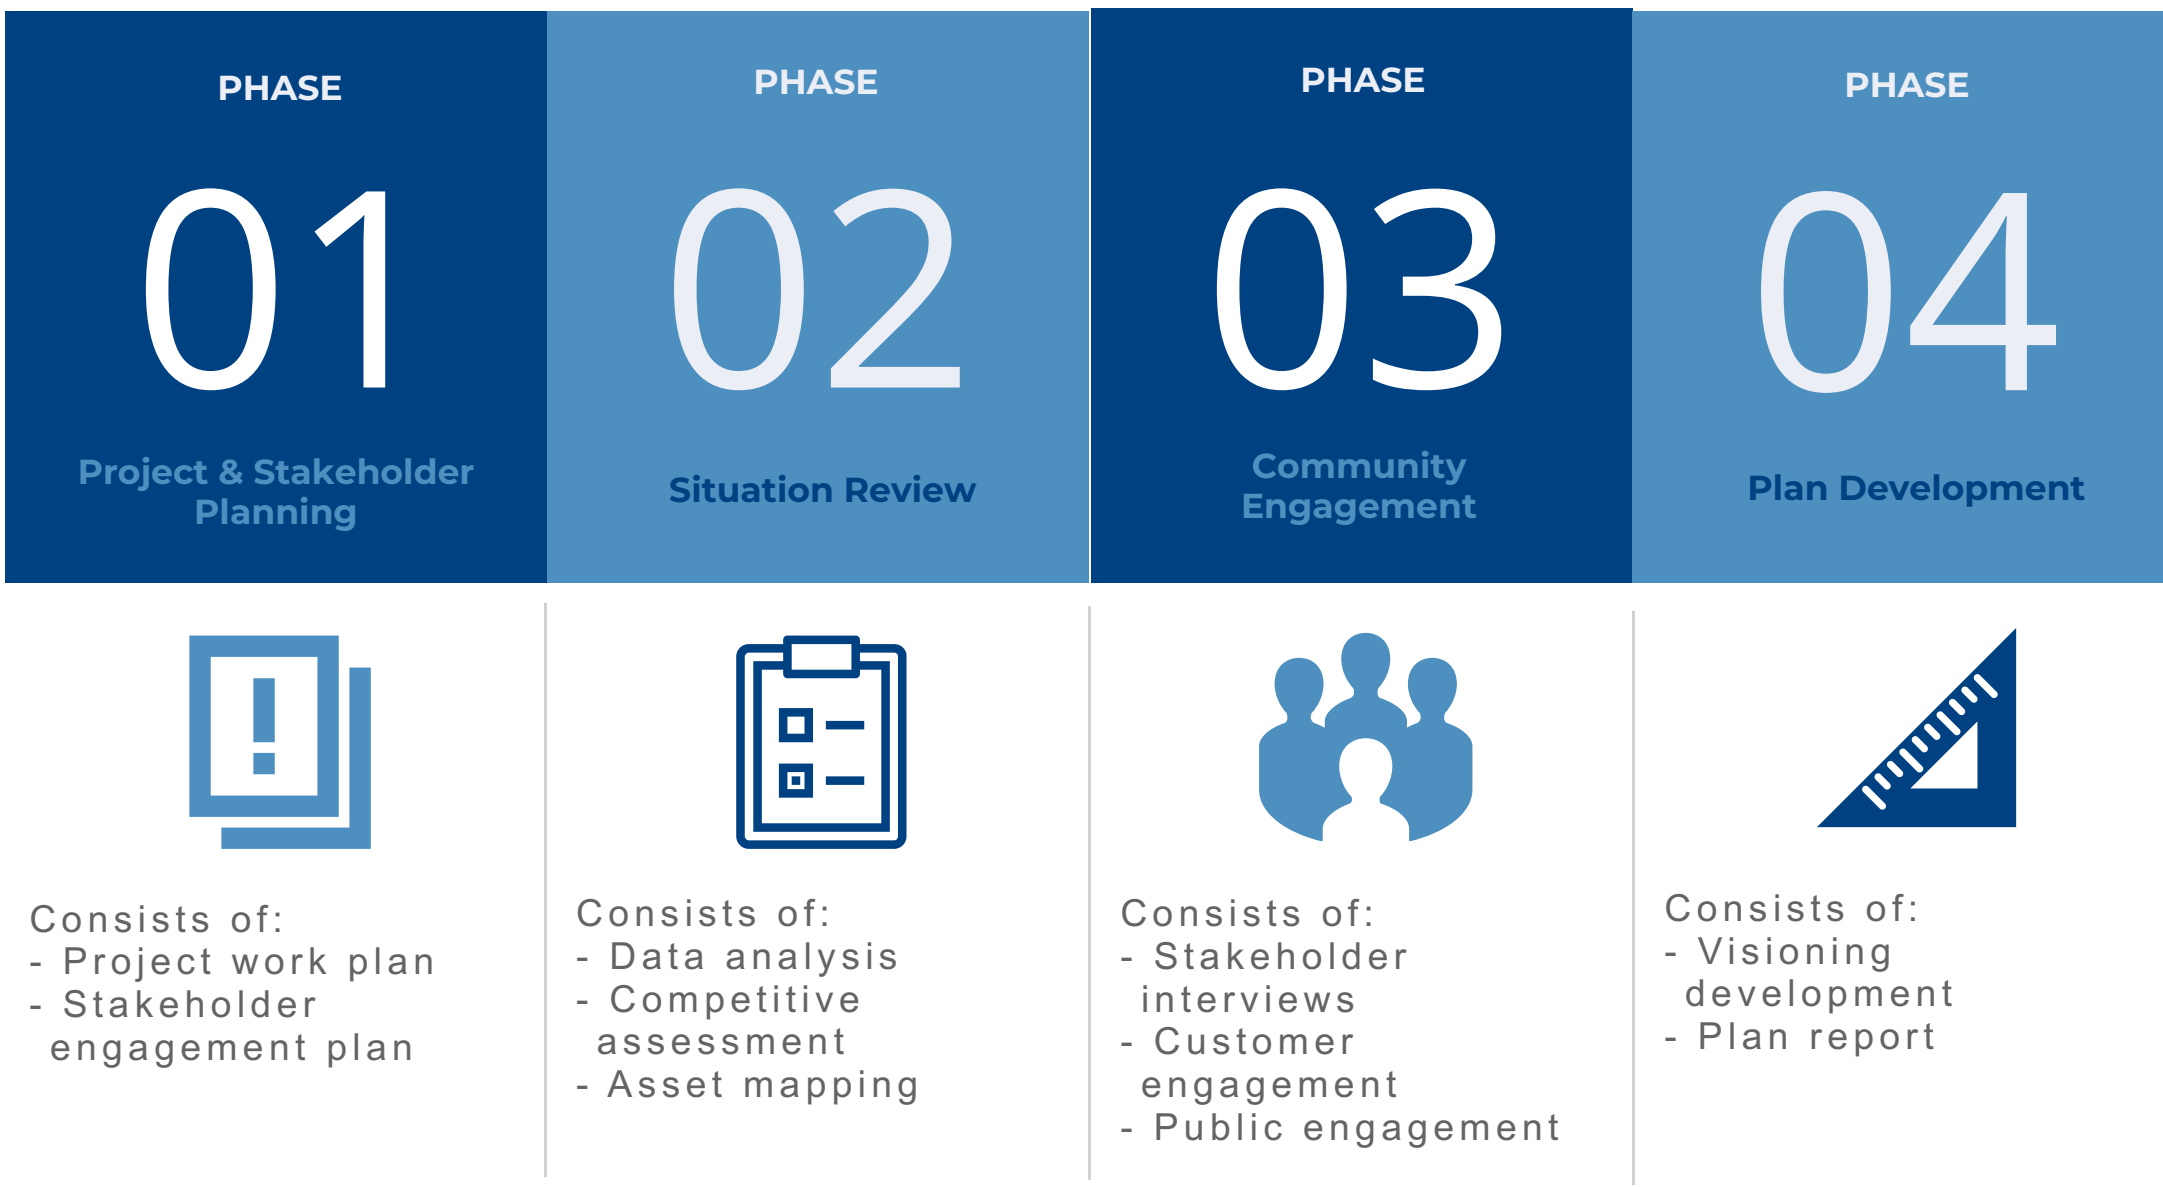 PHASE
01
Project & Stakeholder
Planning
PHASE
02
Situation Review
PHASE
03
Community
Engagement
PHASE
04
Plan Development
Consists of:
- Project work plan
- Stakeholder
engagement plan
Consists of:
- Data analysis
- Competitive
assessment
- Asset mapping
Consists of:
- Stakeholder
interviews
- Customer
engagement
- Public engagement
Consists of:
- Visioning
development
- Plan report